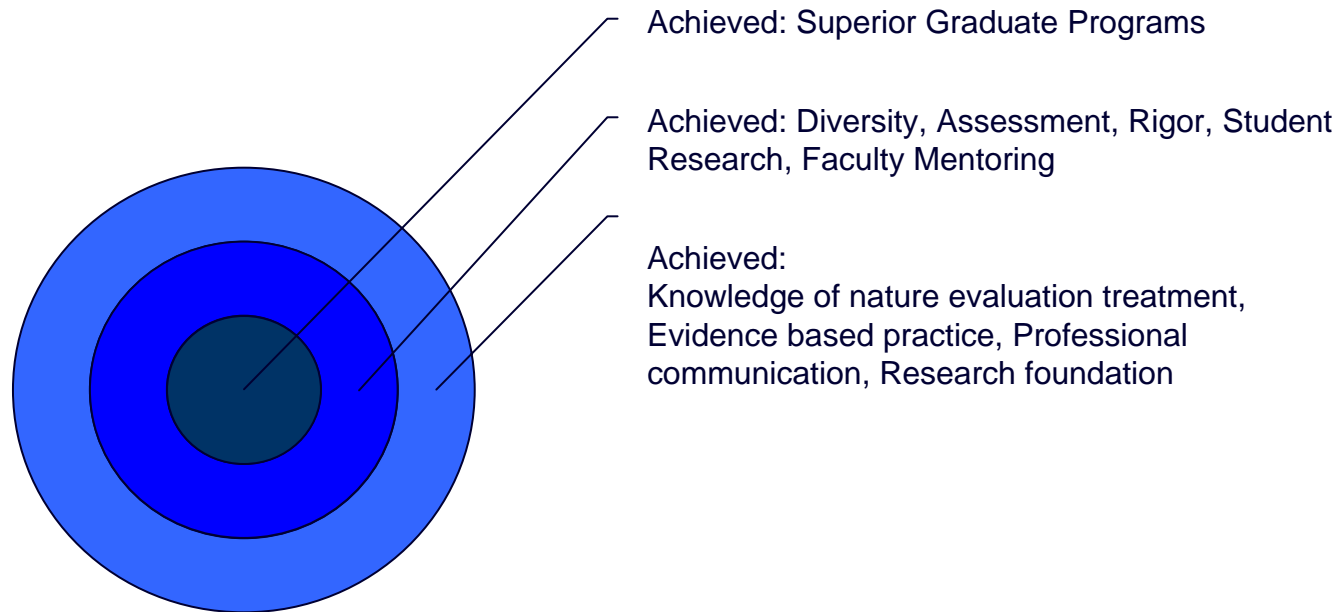 Achieved: Superior Graduate Programs
Achieved: Diversity, Assessment, Rigor, Student
Research, Faculty Mentoring
Achieved:
Knowledge of nature evaluation treatment,
Evidence based practice, Professional
communication, Research foundation